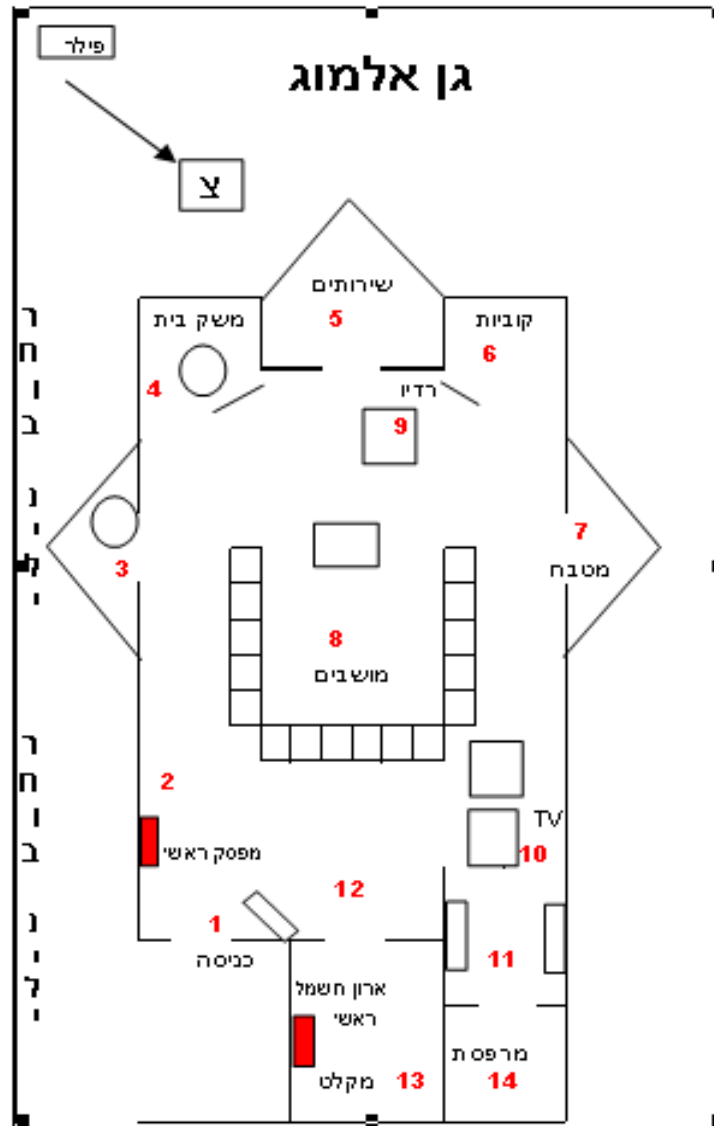 פילר
גן אלמוג
צ
שירותים
5
משק בית
4
קוביות
6
רדיו
9
רחוב נילי
3
7
מטבח
8
מושבים
2
TV
10
מפסק ראשי
רחוב נילי
12
1
כניסה
11
ארון חשמל
ראשי
מקלט
13
מרפסת
14